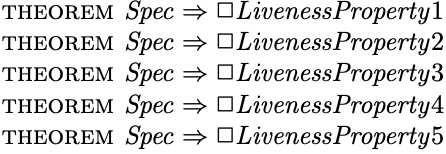 THEOREM Spec ⇒ □LivenessProperty1
THEOREM Spec ⇒ □LivenessProperty2
THEOREM Spec ⇒ □LivenessProperty3
THEOREM Spec ⇒ □LivenessProperty4
THEOREM Spec ⇒ □LivenessProperty5